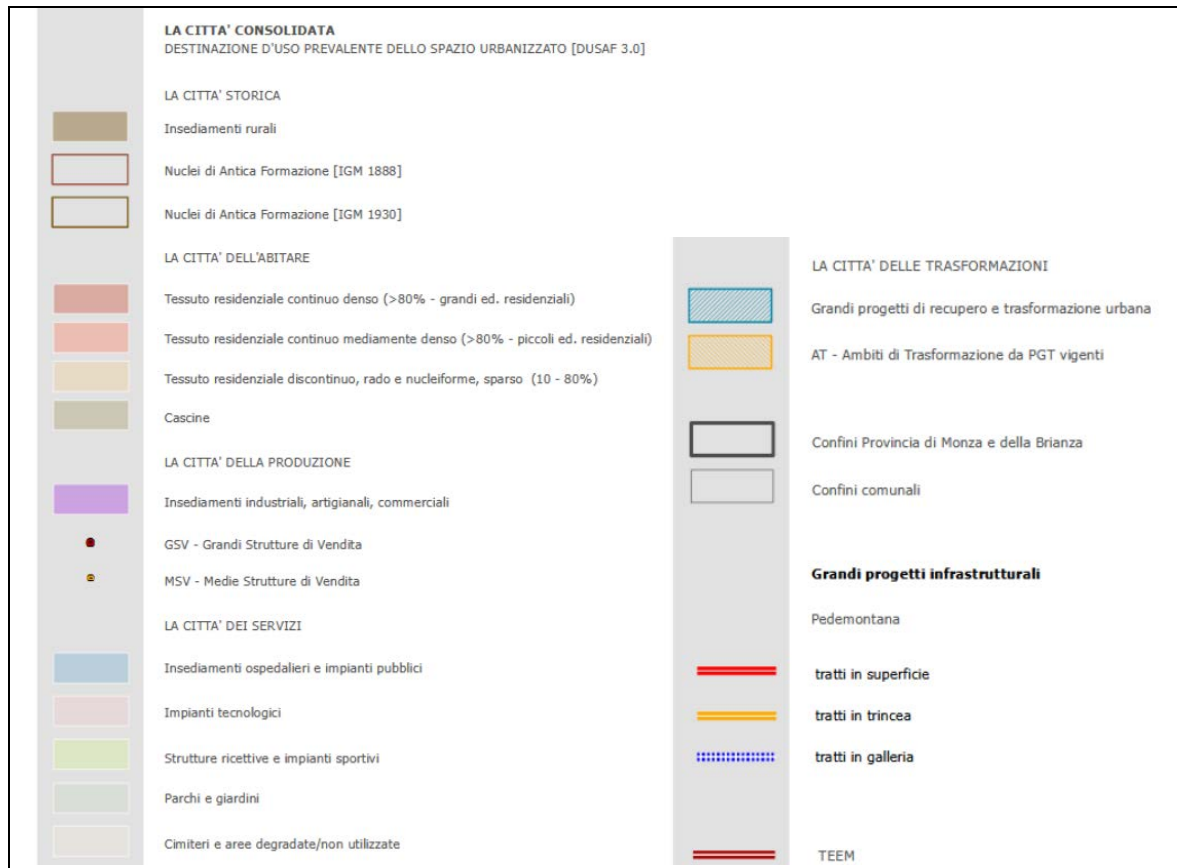 LA CITTA' CONSOLIDATA
DESTINAZIONE D'USO PREVALENTE DELLO SPAZIO URBANIZZATO [DUSAF 3.0]
LA CITTA' STORICA
Insediamenti rurali
Nuclei di Antica Formazione [IGM 1888]
Nuclei di Antica Formazione [IGM 1930]
LA CITTA' DELL'ABITARE
Tessuto residenziale continuo denso (>80% - grandi ed. residenziali)
Tessuto residenziale continuo mediamente denso (>80% - piccoli ed. residenziali)
Tessuto residenziale discontinuo, rado e nucleiforme, sparso (10 - 80%)
Cascine
LA CITTA' DELLA PRODUZIONE
Insediamenti industriali, artigianali, commerciali
GSV - Grandi Strutture di Vendita
MSV - Medie Strutture di Vendita
LA CITTA' DEI SERVIZI
Insediamenti ospedalieri e impianti pubblici
Impianti tecnologici
Strutture ricettive e impianti sportivi
Parchi e giardini
Cimiteri e aree degradate/non utilizzate
LA CITTA' DELLE TRASFORMAZIONI
Grandi progetti di recupero e trasformazione urbana
AT - Ambiti di Trasformazione da PGT vigenti
Confini Provincia di Monza e della Brianza
Confini comunali
Grandi progetti infrastrutturali
Pedemontana
tratti in superficie
tratti in trincea
tratti in galleria
TEEM